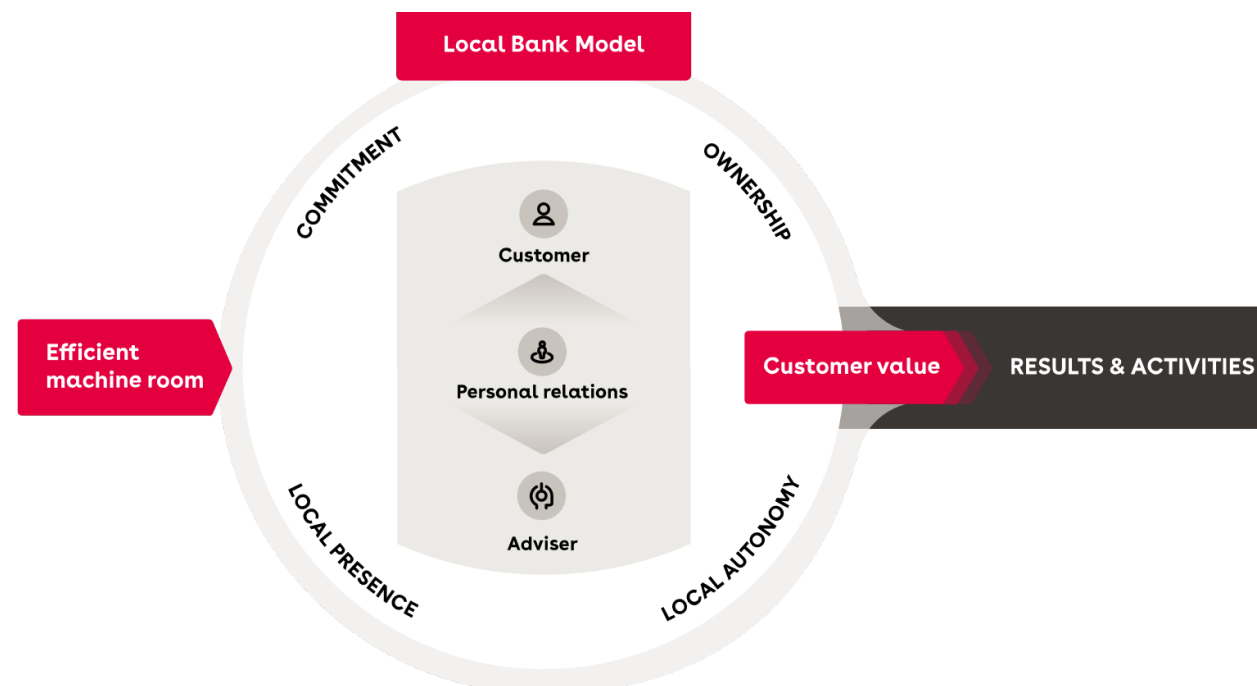 Local Bank Model
COMMITMENT
OWNERSHIP
Customer
Efficient
machine room
Personal relations
Customer value
RESULTS & ACTIVITIES
Adviser
LOCAL PRESENCE
LOCAL AUTONOMY